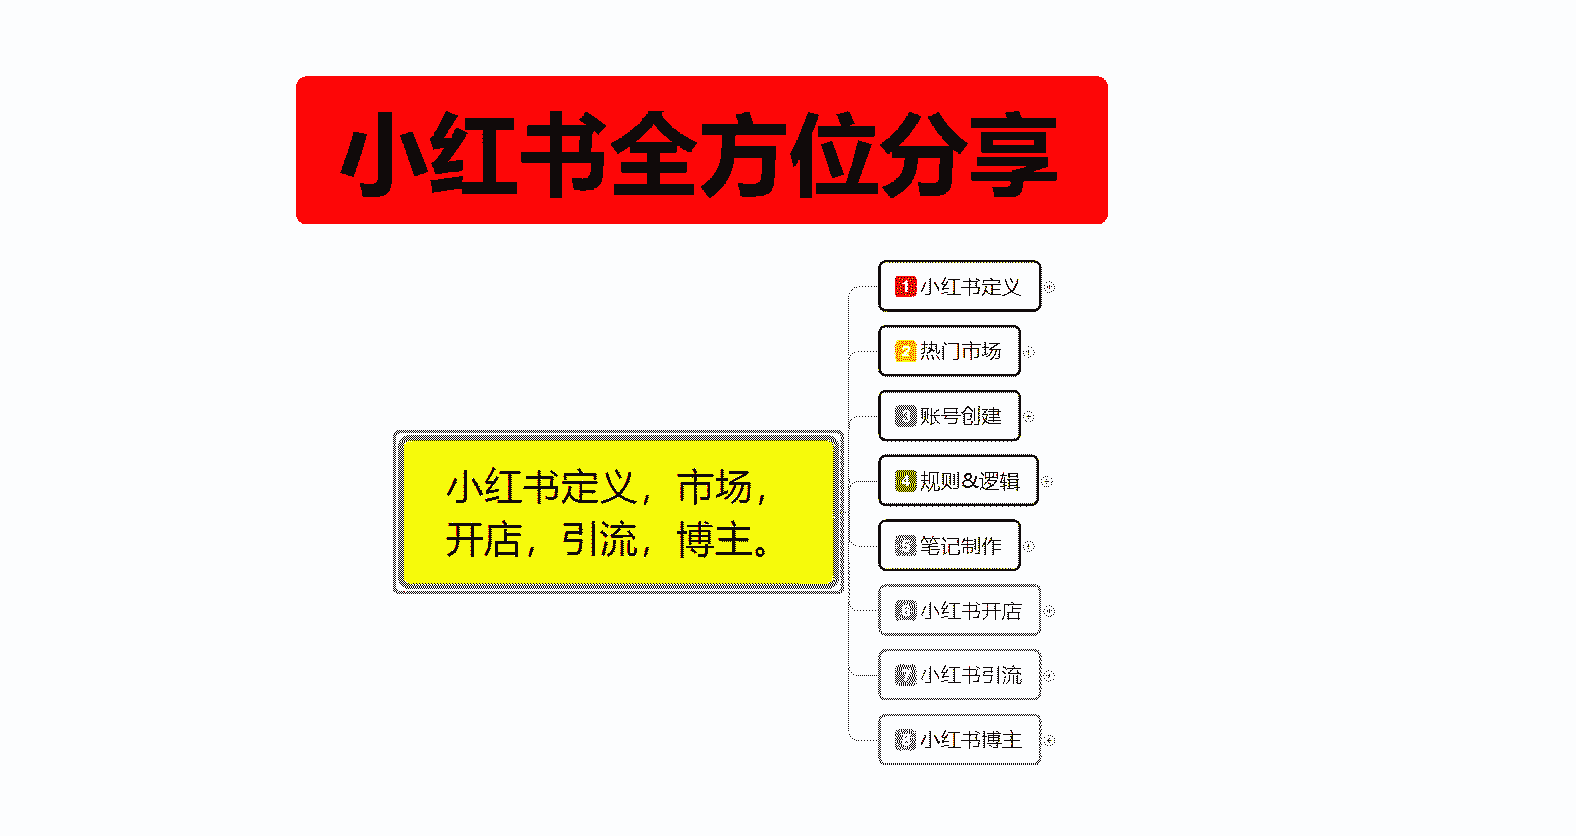 小红书全方位分享
1 小红书定义
2 热门市场
3 账号创建
4 规则&逻辑
5 笔记制作
6 小红书开店
7 小红书引流
8 小红书博主
小红书定义，市场，
开店，引流，博主。